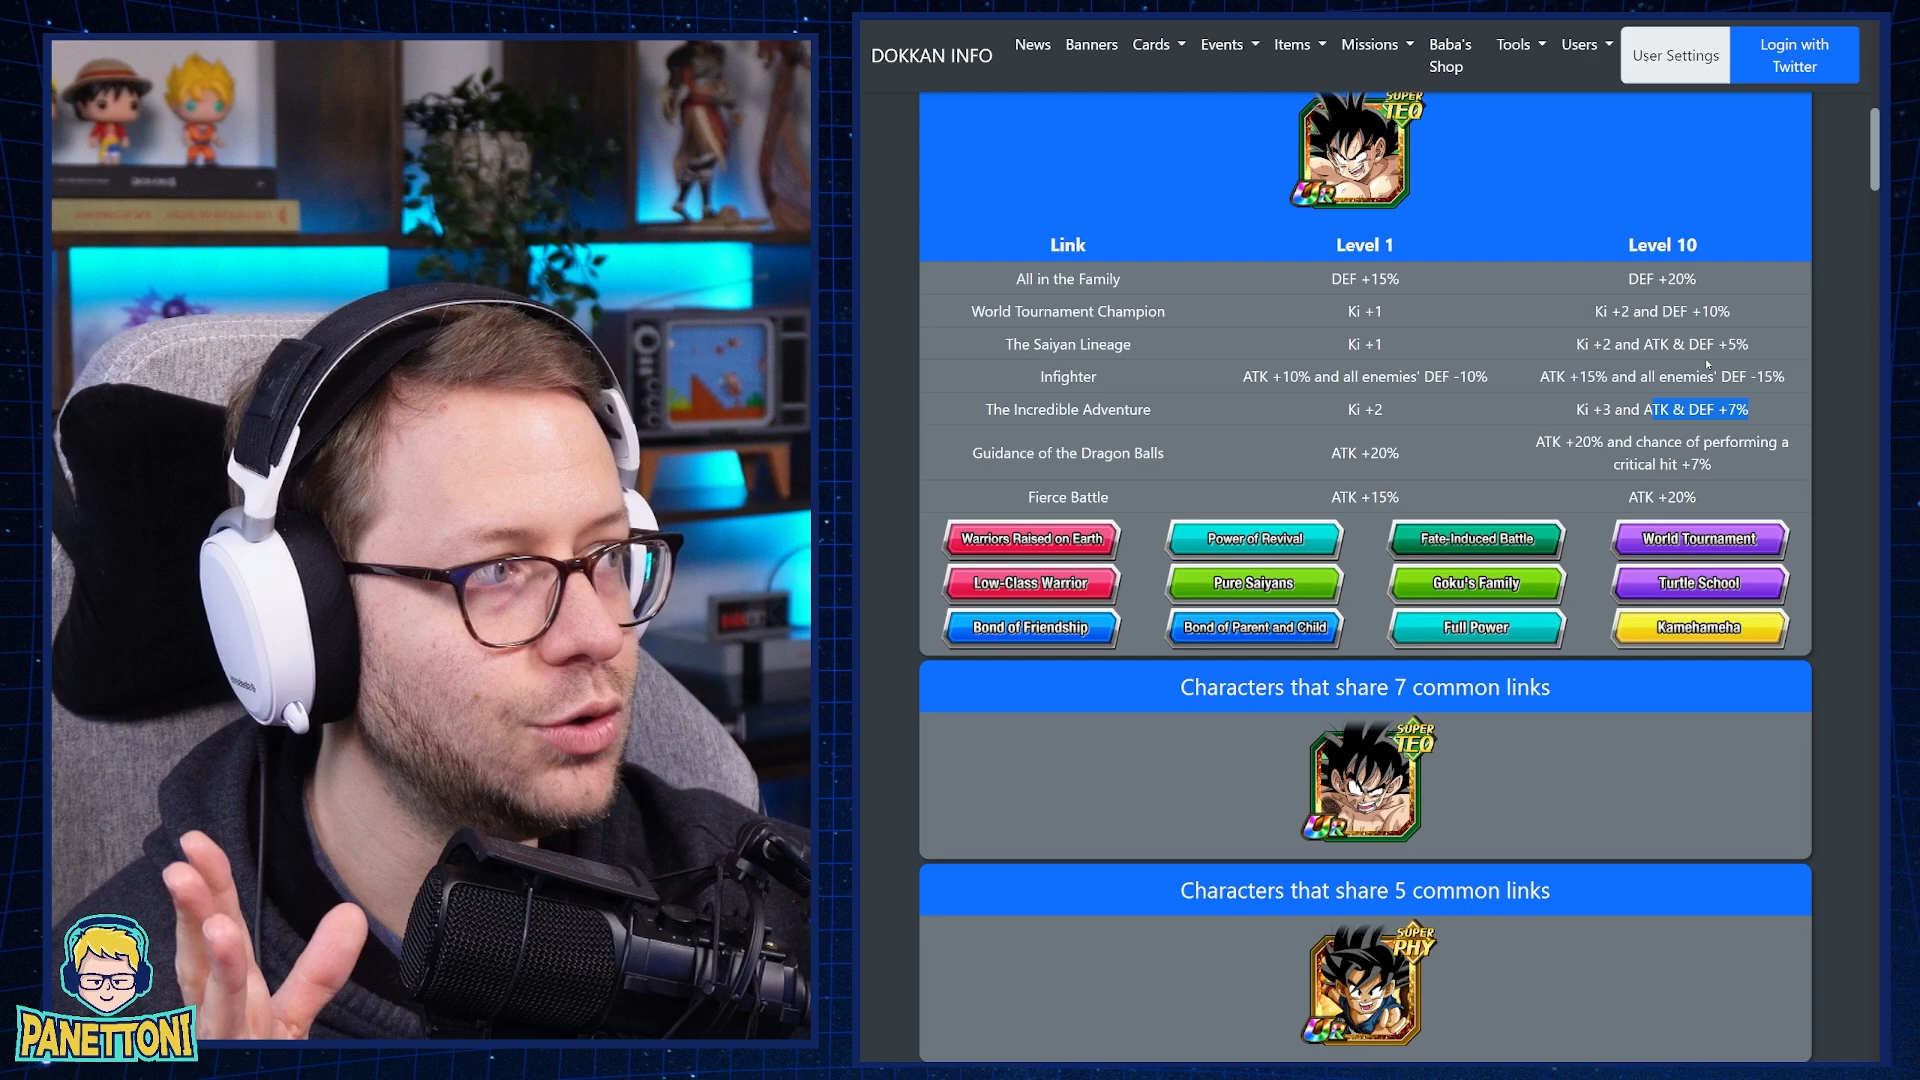 DOKKAN INFO
News
Banners
Cards
Events
Items
Missions
Baba's
Shop
Tools
Users
User Settings
Login with
Twitter
SUPER
TEQ
UR
Link Level 1 Level 10
All in the Family DEF +15% DEF +20%
World Tournament Champion Ki +1 Ki +2 and DEF +10%
The Saiyan Lineage Ki +1 Ki +2 and ATK & DEF +5%
Infighter ATK +10% and all enemies' DEF -10% ATK +15% and all enemies' DEF -15%
The Incredible Adventure Ki +2 Ki +3 and ATK & DEF +7%
Guidance of the Dragon Balls ATK +20% ATK +20% and chance of performing a
critical hit +7%
Fierce Battle ATK +15% ATK +20%
Warriors Raised on Earth Power of Revival Fate-Induced Battle World Tournament
Low-Class Warrior Pure Saiyans Goku's Family Turtle School
Bond of Friendship Bond of Parent and Child Full Power Kamehameha
Characters that share 7 common links
SUPER
TEQ
UR
Characters that share 5 common links
SUPER
PHY
UR
PANETTONI